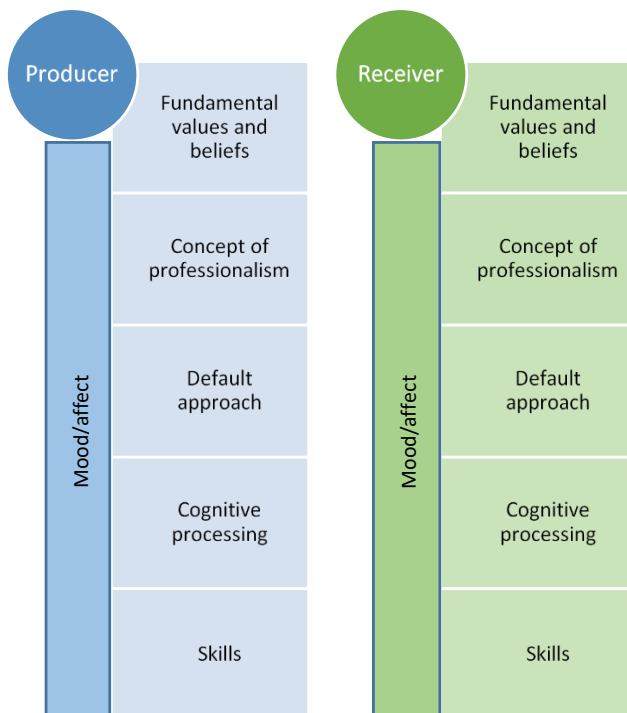 Producer
Fundamental
values and
beliefs
Concept of
professionalism
Default
approach
Cognitive
processing
Skills
Mood/affect
Receiver
Fundamental
values and
beliefs
Concept of
professionalism
Default
approach
Cognitive
processing
Skills
Mood/affect